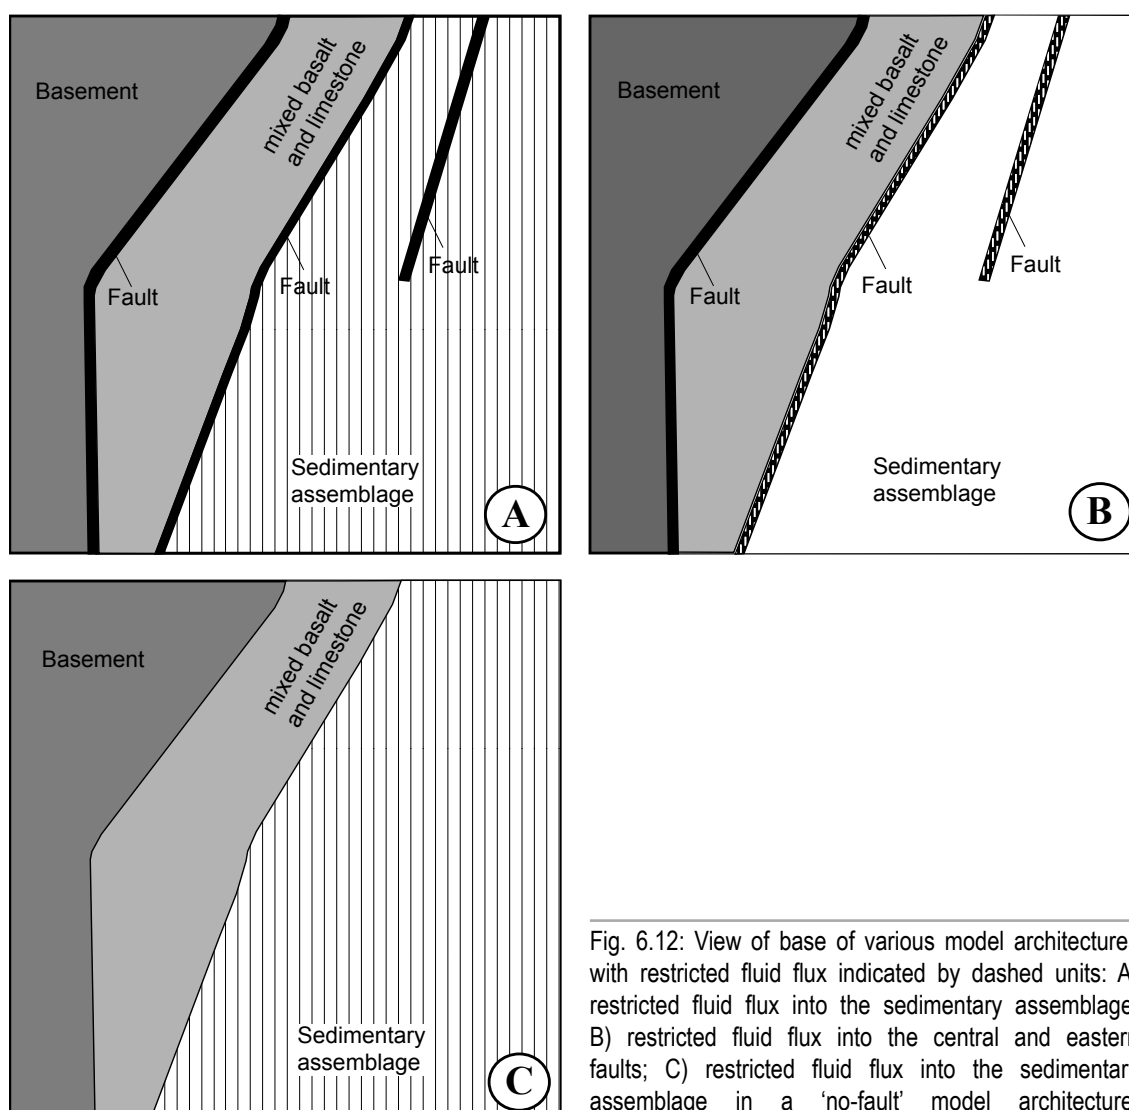 Basement
mixed basalt
and limestone
Fault
Fault
Fault
Sedimentary
assemblage
A
Basement
mixed basalt
and limestone
Fault
Fault
Fault
Sedimentary
assemblage
B
Basement
mixed basalt
and limestone
Sedimentary
assemblage
C
Fig. 6.12: View of base of various model architecture
with restricted fluid flux indicated by dashed units: A
restricted fluid flux into the sedimentary assemblage
B) restricted fluid flux into the central and eastern
faults; C) restricted fluid flux into the sedimentar
assemblage in a ‘no-fault’ model architecture